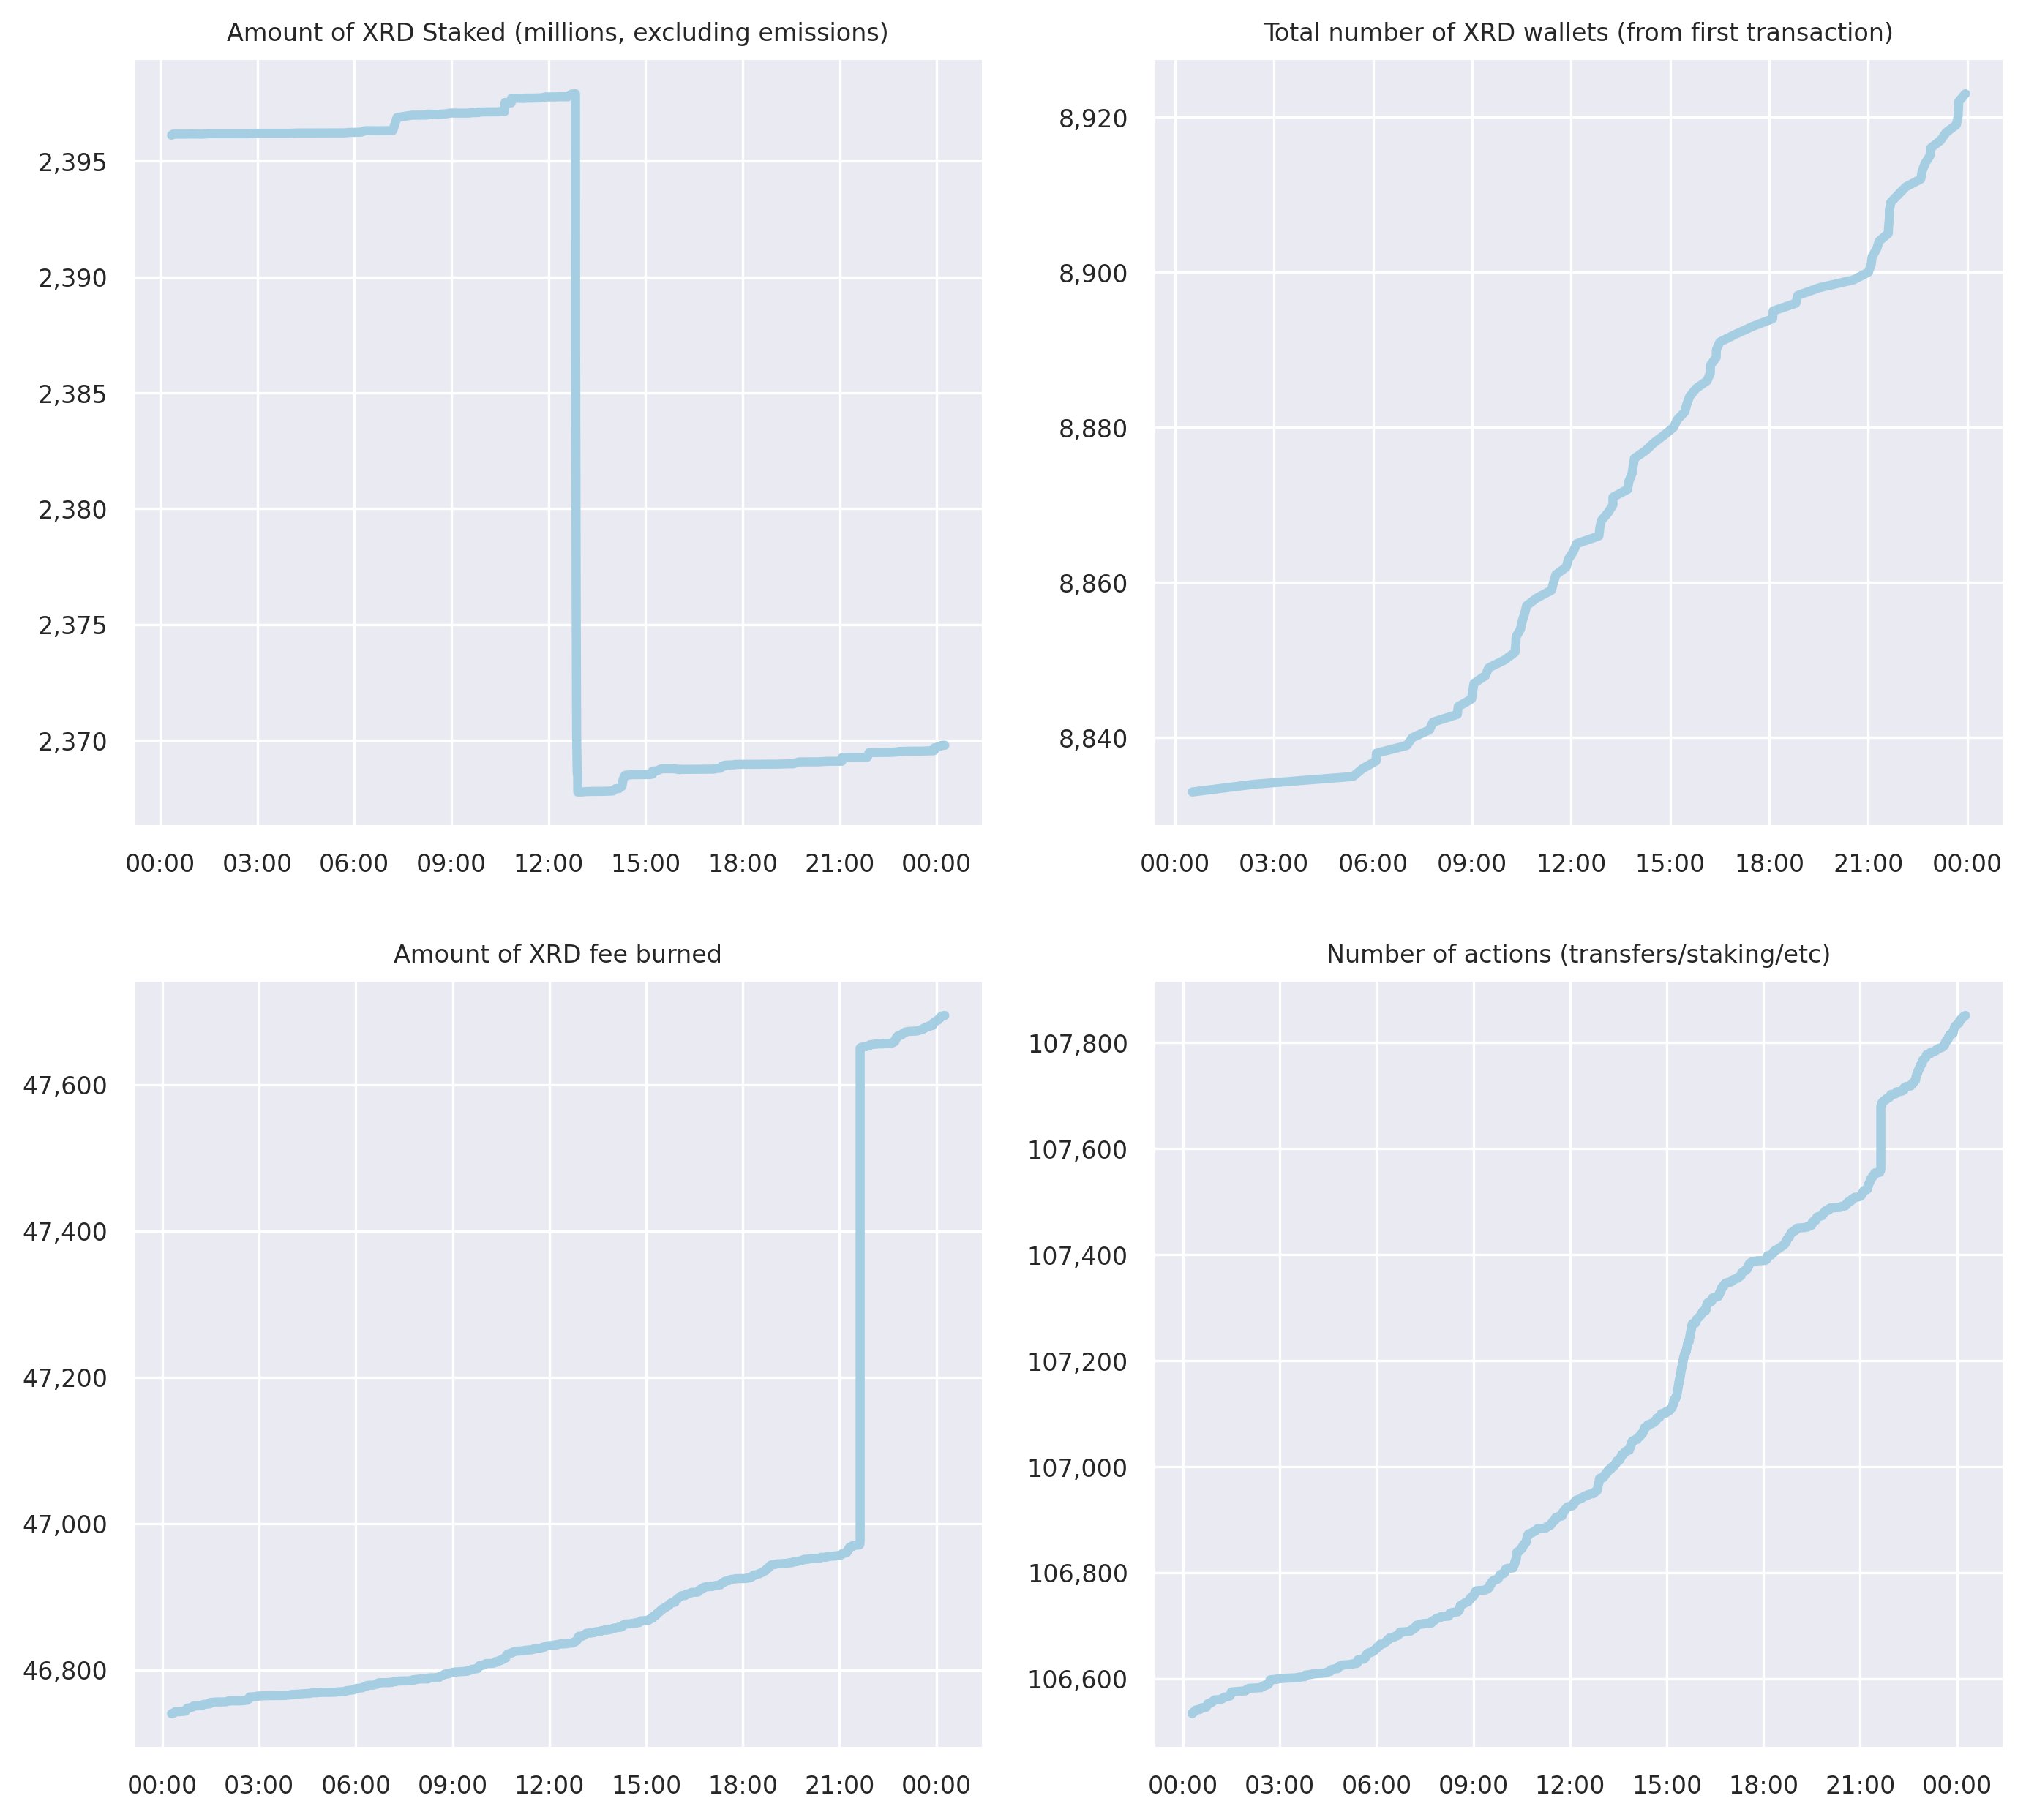 Amount of XRD Staked (millions, excluding emissions)
2,395
2,390
2,385
2,380
2,375
2,370
00:00 03:00 06:00 09:00 12:00 15:00 18:00 21:00 00:00
Total number of XRD wallets (from first transaction)
8,920
8,900
8,880
8,860
8,840
00:00 03:00 06:00 09:00 12:00 15:00 18:00 21:00 00:00
Amount of XRD fee burned
47,600
47,400
47,200
47,000
46,800
00:00 03:00 06:00 09:00 12:00 15:00 18:00 21:00 00:00
Number of actions (transfers/staking/etc)
107,800
107,600
107,400
107,200
107,000
106,800
106,600
00:00 03:00 06:00 09:00 12:00 15:00 18:00 21:00 00:00